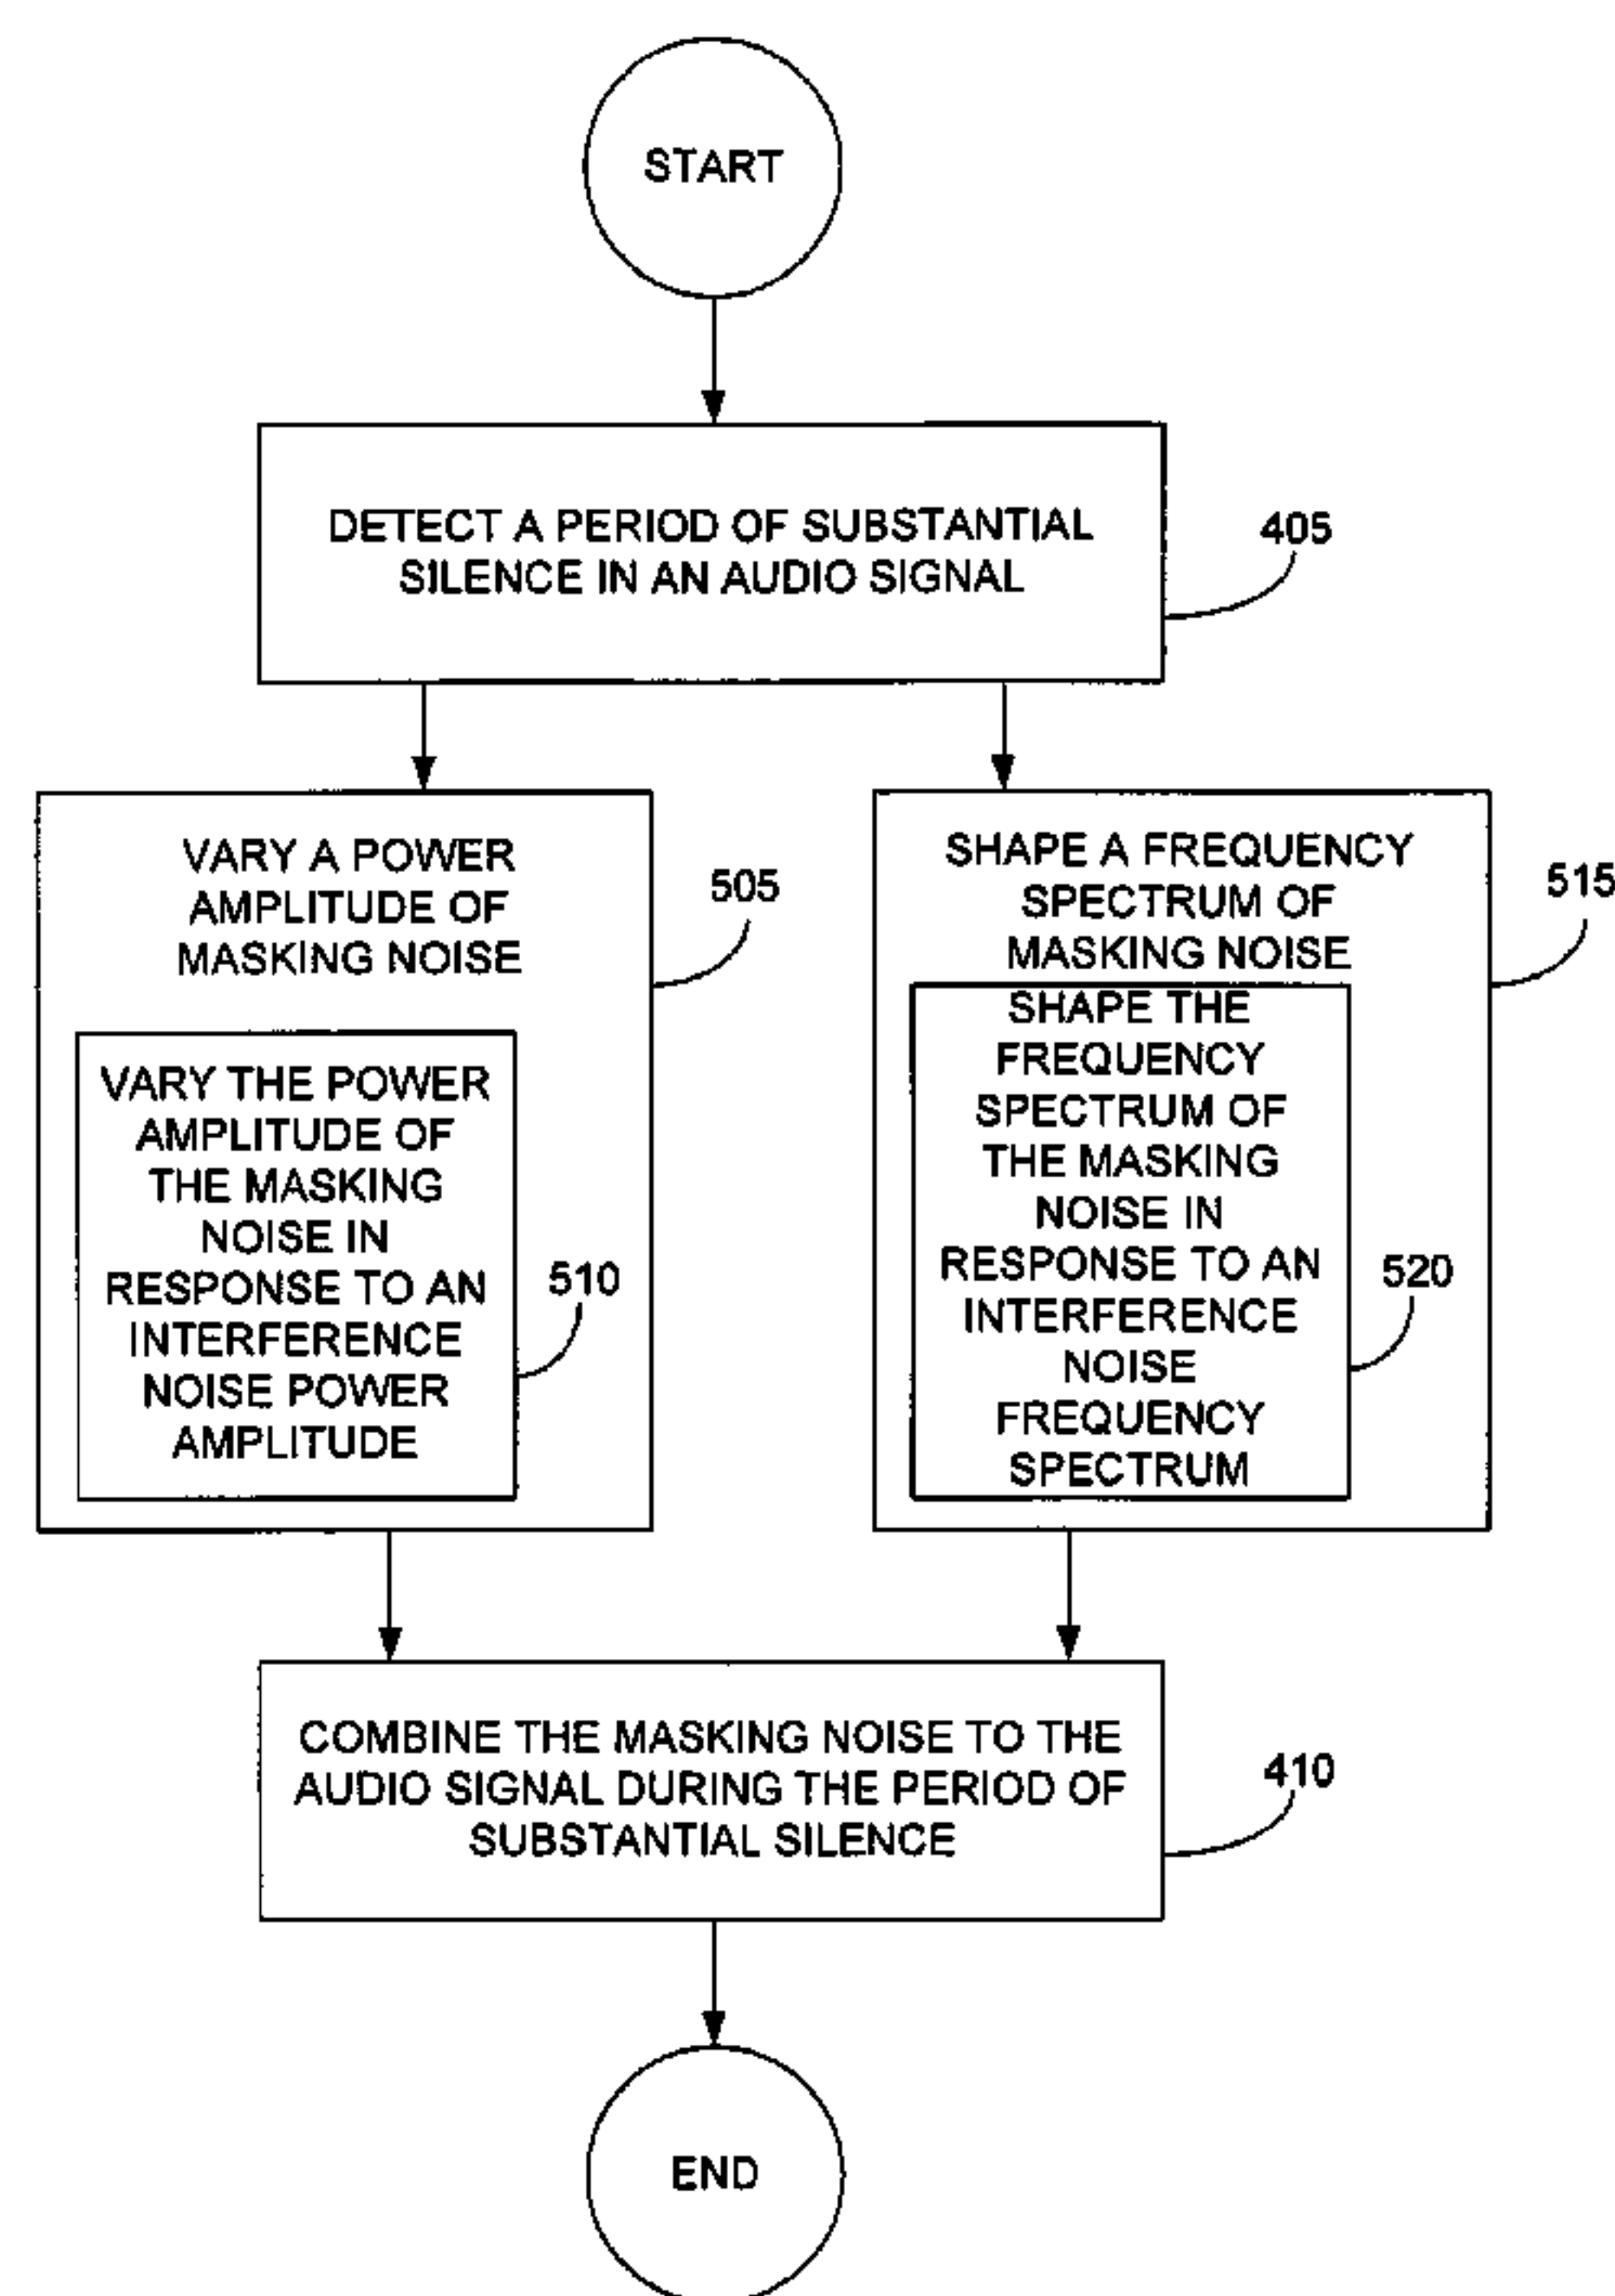 START
DETECT A PERIOD OF SUBSTANTIAL
SILENCE IN AN AUDIO SIGNAL
405
VARY A POWER
AMPLITUDE OF
MASKING NOISE
505
VARY THE POWER
AMPLITUDE OF
THE MASKING
NOISE IN
RESPONSE TO AN
INTERFERENCE
NOISE POWER
AMPLITUDE
510
SHAPE A FREQUENCY
SPECTRUM OF
MASKING NOISE
515
SHAPE THE
FREQUENCY
SPECTRUM OF
THE MASKING
NOISE IN
RESPONSE TO AN
INTERFERENCE
NOISE
FREQUENCY
SPECTRUM
520
COMBINE THE MASKING NOISE TO THE
AUDIO SIGNAL DURING THE PERIOD OF
SUBSTANTIAL SILENCE
410
END